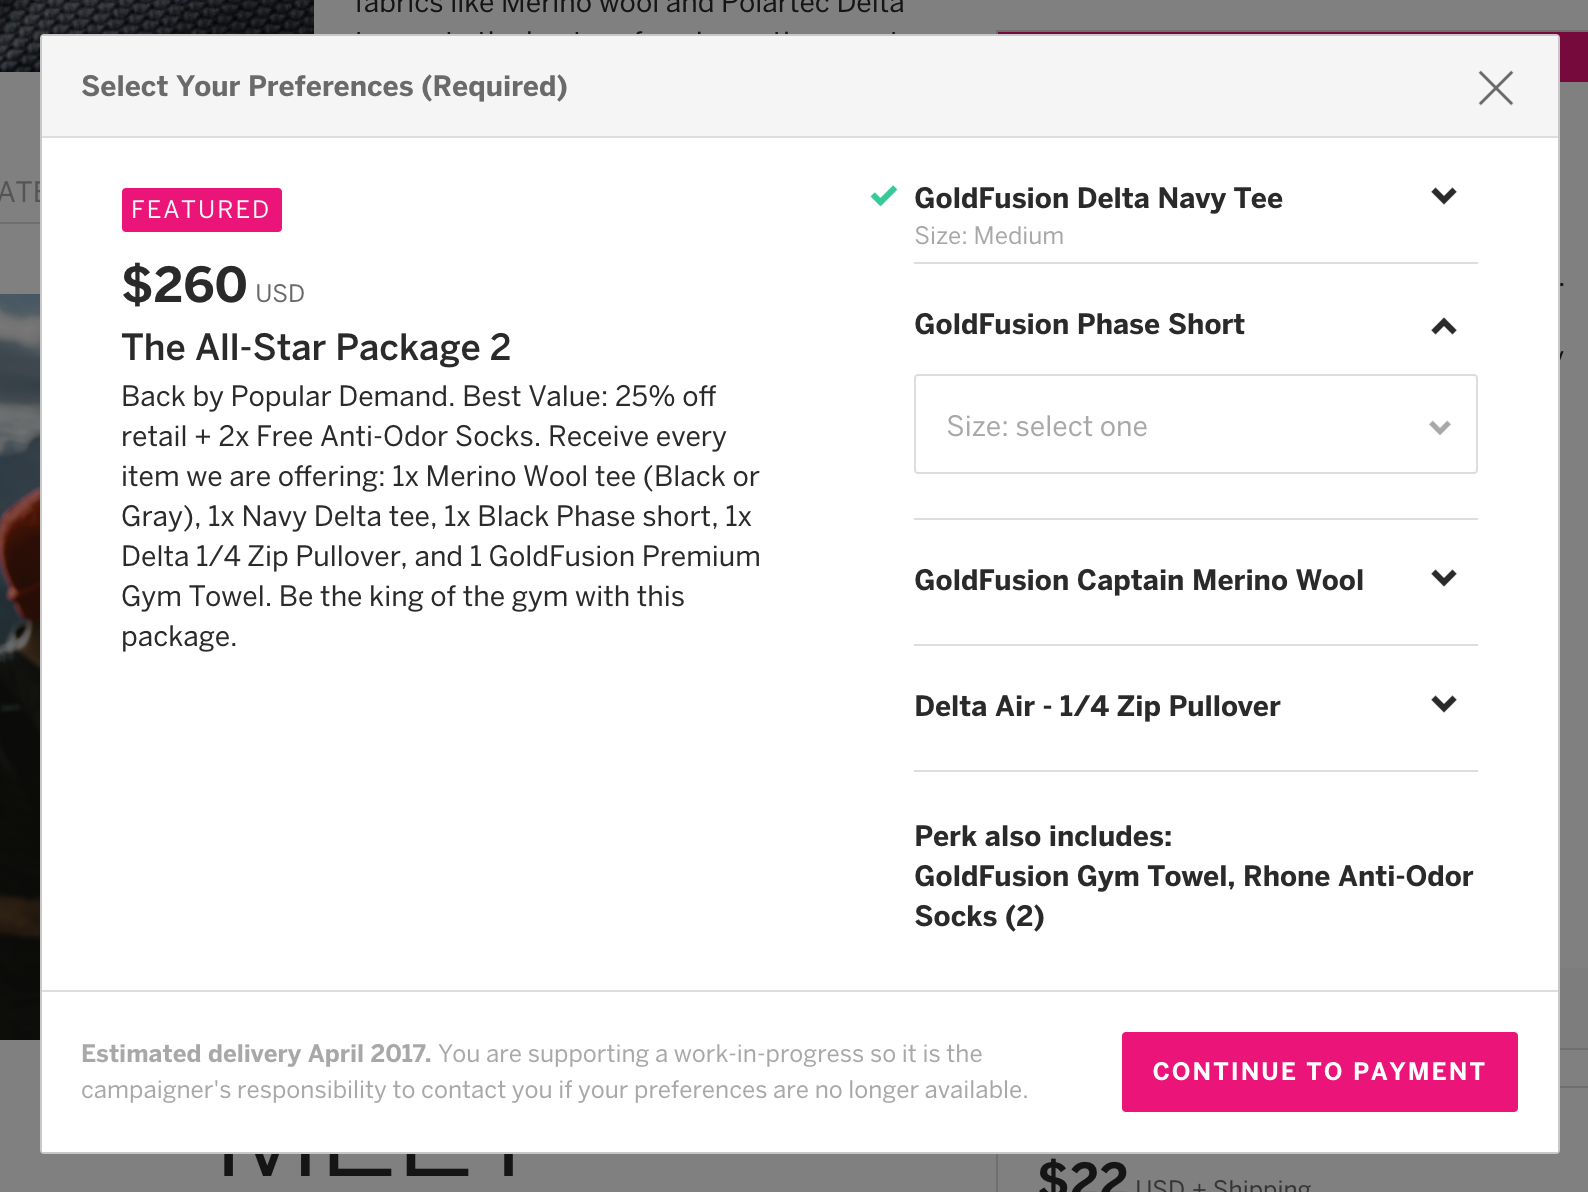 fabrics like Merino wool and Polartec Delta
Select Your Preferences (Required)
FEATURED
$260 USD
The All-Star Package 2
Back by Popular Demand. Best Value: 25% off
retail + 2x Free Anti-Odor Socks. Receive every
item we are offering: 1x Merino Wool tee (Black or
Gray), 1x Navy Delta tee, 1x Black Phase short, 1x
Delta 1/4 Zip Pullover, and 1 GoldFusion Premium
Gym Towel. Be the king of the gym with this
package.
GoldFusion Delta Navy Tee
Size: Medium
GoldFusion Phase Short
Size: select one
GoldFusion Captain Merino Wool
Delta Air - 1/4 Zip Pullover
Perk also includes:
GoldFusion Gym Towel, Rhone Anti-Odor
Socks (2)
Estimated delivery April 2017. You are supporting a work-in-progress so it is the
campaigner's responsibility to contact you if your preferences are no longer available.
CONTINUE TO PAYMENT
$22 USD + Shipping